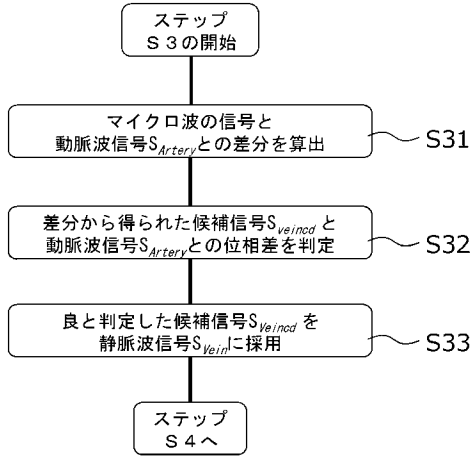 ステップ
S3の開始
マイクロ波の信号と
動脈波信号SArteryとの差分を算出
S31
差分から得られた候補信号Sveincdと
動脈波信号SArteryとの位相差を判定
S32
良と判定した候補信号SVeincdを
静脈波信号SVeinに採用
S33
ステップ
S4へ